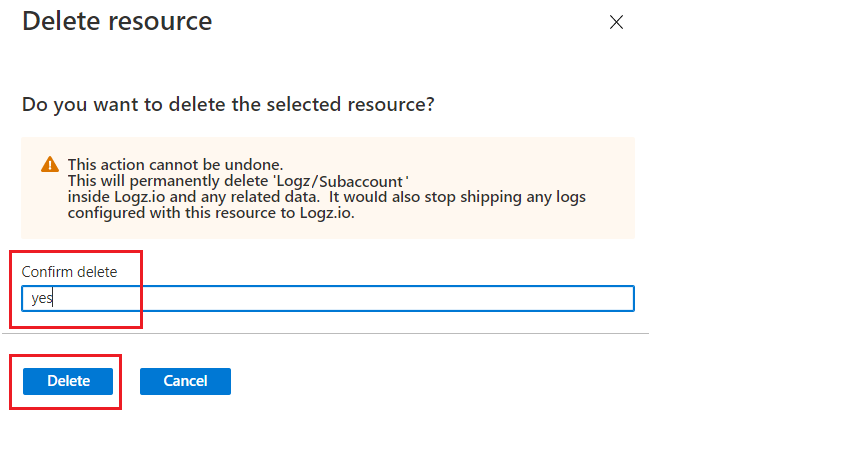 Delete resource
Do you want to delete the selected resource?
This action cannot be undone.
This will permanently delete 'Logz/Subaccount'
inside Logz.io and any related data. It would also stop shipping any logs
configured with this resource to Logz.io.
Confirm delete
yes
Delete Cancel